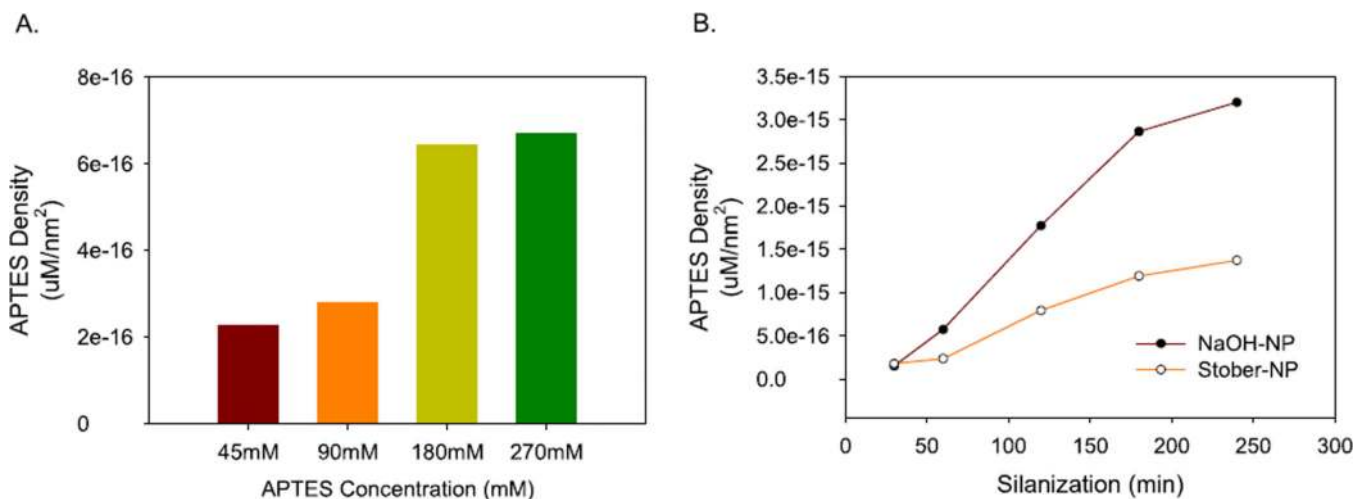 A.
8e-16
6e-16
4e-16
2e-16
0
APTES Density
(uM/nm²)
45mM 90mM 180mM 270mM
APTES Concentration (mM)
B.
3.5e-15
3.0e-15
2.5e-15
2.0e-15
1.5e-15
1.0e-15
5.0e-16
0.0
APTES Density
(uM/nm²)
NaOH-NP
Stober-NP
0 50 100 150 200 250 300
Silanization (min)